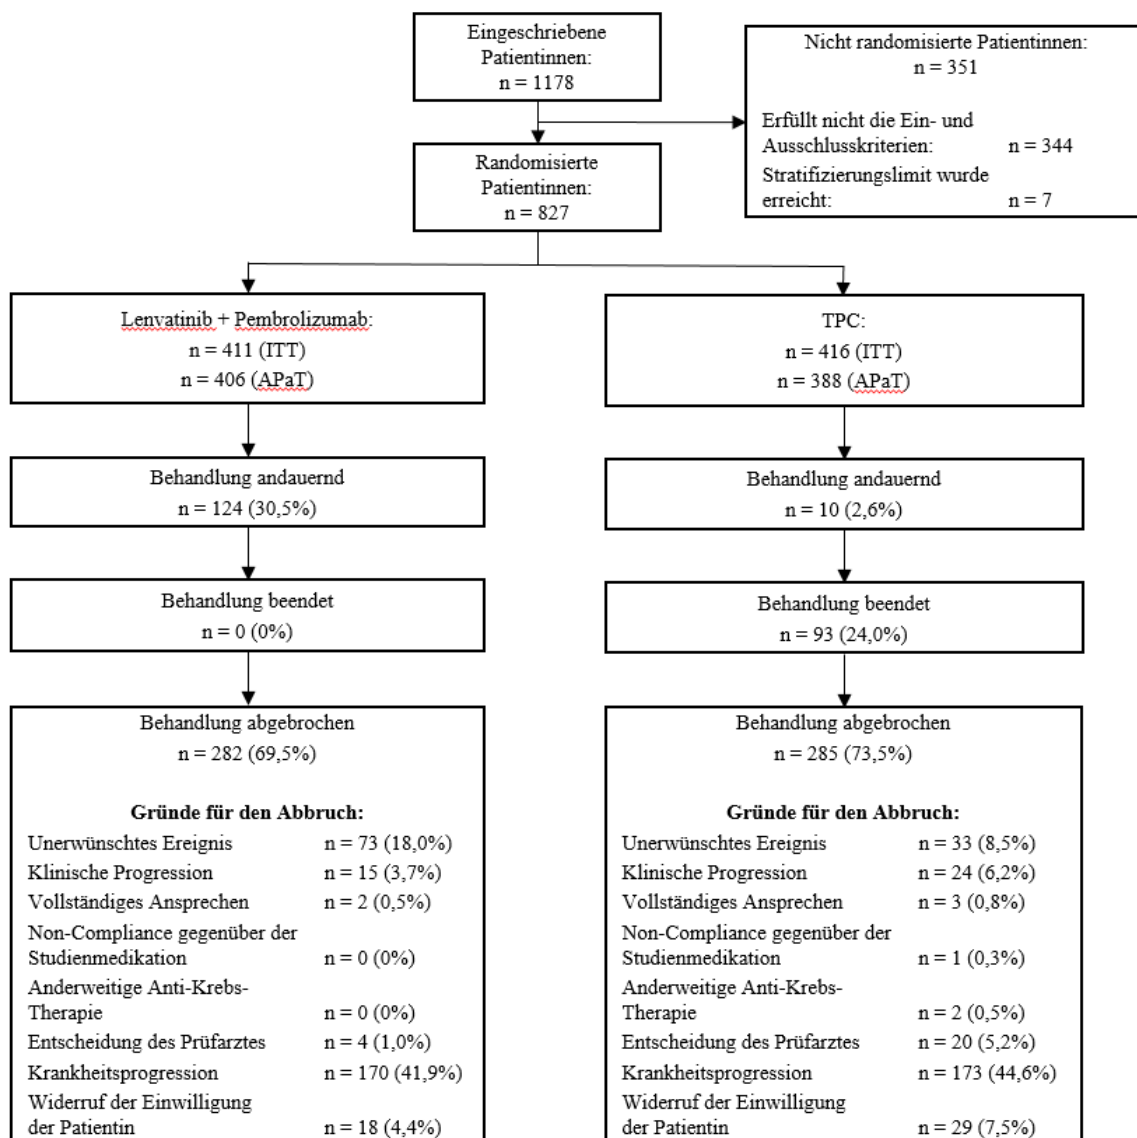 Eingeschriebene
Patientinnen:
n = 1178
Nicht randomisierte Patientinnen:
n = 351
Erfüllt nicht die Ein- und
Ausschlusskriterien: n = 344
Stratifizierungslimit wurde
erreicht: n = 7
Randomisierte
Patientinnen:
n = 827
Lenvatinib + Pembrolizumab:
n = 411 (ITT)
n = 406 (APaT)
TPC:
n = 416 (ITT)
n = 388 (APaT)
Behandlung andauernd
n = 124 (30,5%)
Behandlung andauernd
n = 10 (2,6%)
Behandlung beendet
n = 0 (0%)
Behandlung beendet
n = 93 (24,0%)
Behandlung abgebrochen
n = 282 (69,5%)
Gründe für den Abbruch:
Unerwünschtes Ereignis n = 73 (18,0%)
Klinische Progression n = 15 (3,7%)
Vollständiges Ansprechen n = 2 (0,5%)
Non-Compliance gegenüber der
Studienmedikation n = 0 (0%)
Anderweitige Anti-Krebs-
Therapie n = 0 (0%)
Entscheidung des Prüfarztes n = 4 (1,0%)
Krankheitsprogression n = 170 (41,9%)
Widerruf der Einwilligung
der Patientin n = 18 (4,4%)
Behandlung abgebrochen
n = 285 (73,5%)
Gründe für den Abbruch:
Unerwünschtes Ereignis n = 33 (8,5%)
Klinische Progression n = 24 (6,2%)
Vollständiges Ansprechen n = 3 (0,8%)
Non-Compliance gegenüber der
Studienmedikation n = 1 (0,3%)
Anderweitige Anti-Krebs-
Therapie n = 2 (0,5%)
Entscheidung des Prüfarztes n = 20 (5,2%)
Krankheitsprogression n = 173 (44,6%)
Widerruf der Einwilligung
der Patientin n = 29 (7,5%)